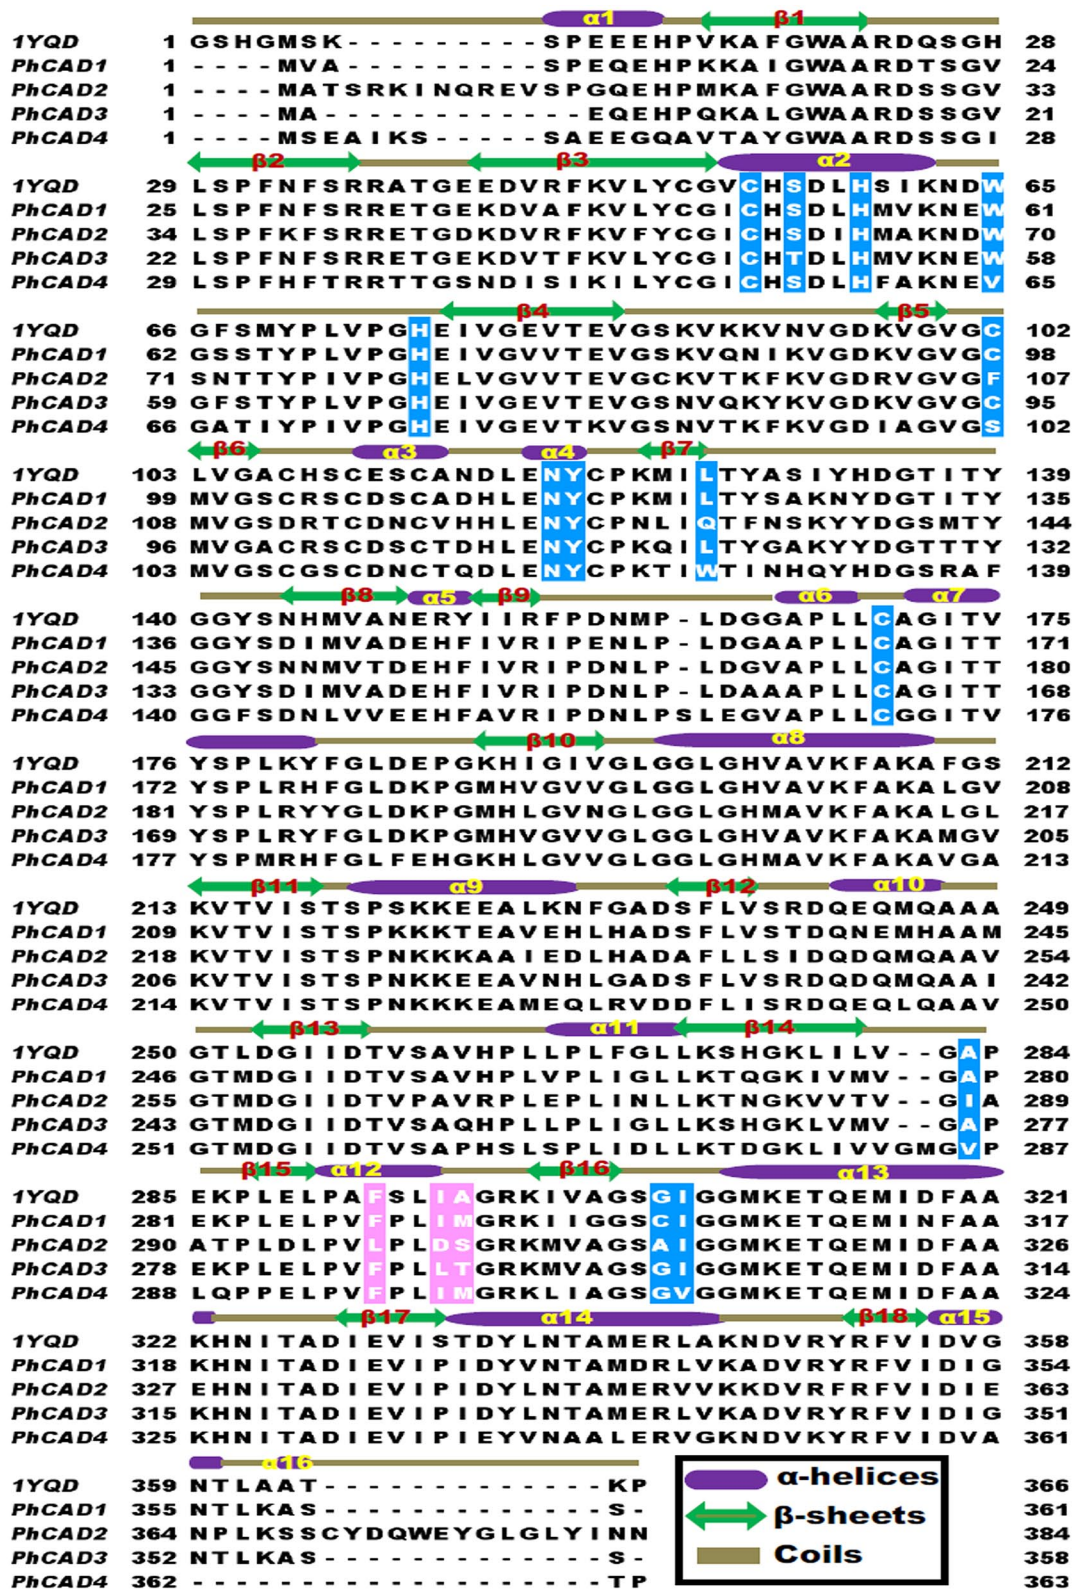 α1 β1
1YQD 1 GSHGMSK---------SPEEEHPVKAFGWAARDQSGH 28
PhCAD1 1 ----MVA---------SPEQEHPKKAIGWAARDTSGV 24
PhCAD2 1 ----MATSRKINQREVSPGQEHPMKAFGWAARDSSGV 33
PhCAD3 1 ----MA------------EQEHPQKALGWAARDSSGV 21
PhCAD4 1 ----MSEAIKS-----SAEEGQAVTAYGWAARDSSGI 28
β2 β3 α2
1YQD 29 LSPFNFSRRATGEEDVRFKVLYCGVCHSDLHSIKNDW 65
PhCAD1 25 LSPFNFSRRETGEKDVAFKVLYCGICHSDLHMVKNEW 61
PhCAD2 34 LSPFKFSRRETGDKDVRFKVFYCGICHSDIHMAKNDW 70
PhCAD3 22 LSPFNFSRRETGEKDVTFKVLYCGICHTDLHMVKNEW 58
PhCAD4 29 LSPFHFTRRTTGSNDISIKILYCGICHSDLHFAKNEV 65
β4 β5
1YQD 66 GFSMYPLVPGHEIVGEVTEVGSKVKKVNVGDKVGVGC 102
PhCAD1 62 GSSTYPLVPGHEIVGVVTEVGSKVQNIKVGDKVGVGC 98
PhCAD2 71 SNTTYPIVPGHELVGVVTEVGCKVTKFKVGDRVGVGF 107
PhCAD3 59 GFSTYPLVPGHEIVGEVTEVGSNVQKYKVGDKVGVGC 95
PhCAD4 66 GATIYPIVPGHEIVGEVTKVGSNVTKFKVGDIAGVGS 102
β6 α3 α4 β7
1YQD 103 LVGACHSCESCANDLENYCPKMILTYASIYHDGTITY 139
PhCAD1 99 MVGSCRSCDSCADHLENYCPKMILTYSAKNYDGTITY 135
PhCAD2 108 MVGSDRTCDNCVHHLENYCPNLIQTFNSKYYDGSMTY 144
PhCAD3 96 MVGACRSCDSCTDHLENYCPKQILTYGAKYYDGTTTY 132
PhCAD4 103 MVGSCGSCDNCTQDLENYCPKTIWTINHQYHDGSRAF 139
β8 α5 β9 α6 α7
1YQD 140 GGYSNHMVANERYIIRFPDNMP-LDGGAPLLCAGITV 175
PhCAD1 136 GGYSDIMVADEHFIVRIPENLP-LDGAAPLLCAGITT 171
PhCAD2 145 GGYSNNMVTDEHFIVRIPDNLP-LDGVAPLLCAGITT 180
PhCAD3 133 GGYSDIMVADEHFIVRIPDNLP-LDAAAPLLCAGITT 168
PhCAD4 140 GGFSDNLVVEEHFAVRIPDNLPSLEGVAPLLCGGITV 176
β10 α8
1YQD 176 YSPLKYFGLDEPGKHIGIVGLGGLGHVAVKFAKAFGS 212
PhCAD1 172 YSPLRHFGLDKPGMHVGVVGLGGLGHVAVKFAKALGV 208
PhCAD2 181 YSPLRYYGLDKPGMHLGVNGLGGLGHMAVKFAKALGL 217
PhCAD3 169 YSPLRYFGLDKPGMHVGVVGLGGLGHVAVKFAKAMGV 205
PhCAD4 177 YSPMRHFGLFEHGKHLGVVGLGGLGHMAVKFAKAVGA 213
β11 α9 β12 α10
1YQD 213 KVTVISTSPSKKEEALKNFGADSFLVSRDQEQMQAAA 249
PhCAD1 209 KVTVISTSPKKKTEAVEHLHADSFLVSTDQNEMHAAM 245
PhCAD2 218 KVTVISTSPNKKKAAIEDLHADAFLLSIDQDQMQAAV 254
PhCAD3 206 KVTVISTSPNKKEEAVNHLGADSFLVSRDQDQMQAAI 242
PhCAD4 214 KVTVISTSPNKKKEAMEQLRVDDFLISRDQEQLQAAV 250
β13 α11 β14
1YQD 250 GTLDGIIDTVSAVHPLLPLFGLLKSHGKLILV--GAP 284
PhCAD1 246 GTMDGIIDTVSAVHPLVPLIGLLKTQGKIVMV--GAP 280
PhCAD2 255 GTMDGIIDTVPAVRPLEPLINLLKTNGKVVTV--GIA 289
PhCAD3 243 GTMDGIIDTVSAQHPLLPLIGLLKSHGKLVMV--GAP 277
PhCAD4 251 GTMDGIIDTVSAPHSLSPLIDLLKTDGKLIVVGMGVP 287
β15 α12 β16 α13
1YQD 285 EKPLELPAFSLIAGRKIVAGSGIGGMKETQEMIDFAA 321
PhCAD1 281 EKPLELPVFPLIMGRKIIGGSCIGGMKETQEMINFAA 317
PhCAD2 290 ATPLDLPVLPLDSGRKMVAGSAIGGMKETQEMIDFAA 326
PhCAD3 278 EKPLELPVFPLLTGRKMVAGSGIGGMKETQEMIDFAA 314
PhCAD4 288 LQPPELPVFPLIMGRKLIAGSGVGGMKETQEMIDFAA 324
β17 α14 β18 α15
1YQD 322 KHNITADIEVISTDYLNTAMERLAKNDVRYRFVIDVG 358
PhCAD1 318 KHNITADIEVIPIDYVNTAMDRLVKADVRYRFVIDIG 354
PhCAD2 327 EHNITADIEVIPIDYLNTAMERVVKKDVRFRFVIDIE 363
PhCAD3 315 KHNITADIEVIPIDYLNTAMERLVKADVRYRFVIDIG 351
PhCAD4 325 KHNITADIEVIPIEYVNAALERVGKNDVKYRFVIDVA 361
α16
1YQD 359 NTLAAT--------------KP 366
PhCAD1 355 NTLKAS--------------S- 361
PhCAD2 364 NPLKSSCYDQWEYGLGLYINN 384
PhCAD3 352 NTLKAS--------------S- 358
PhCAD4 362 --------------------TP 363
α-helices
β-sheets
Coils